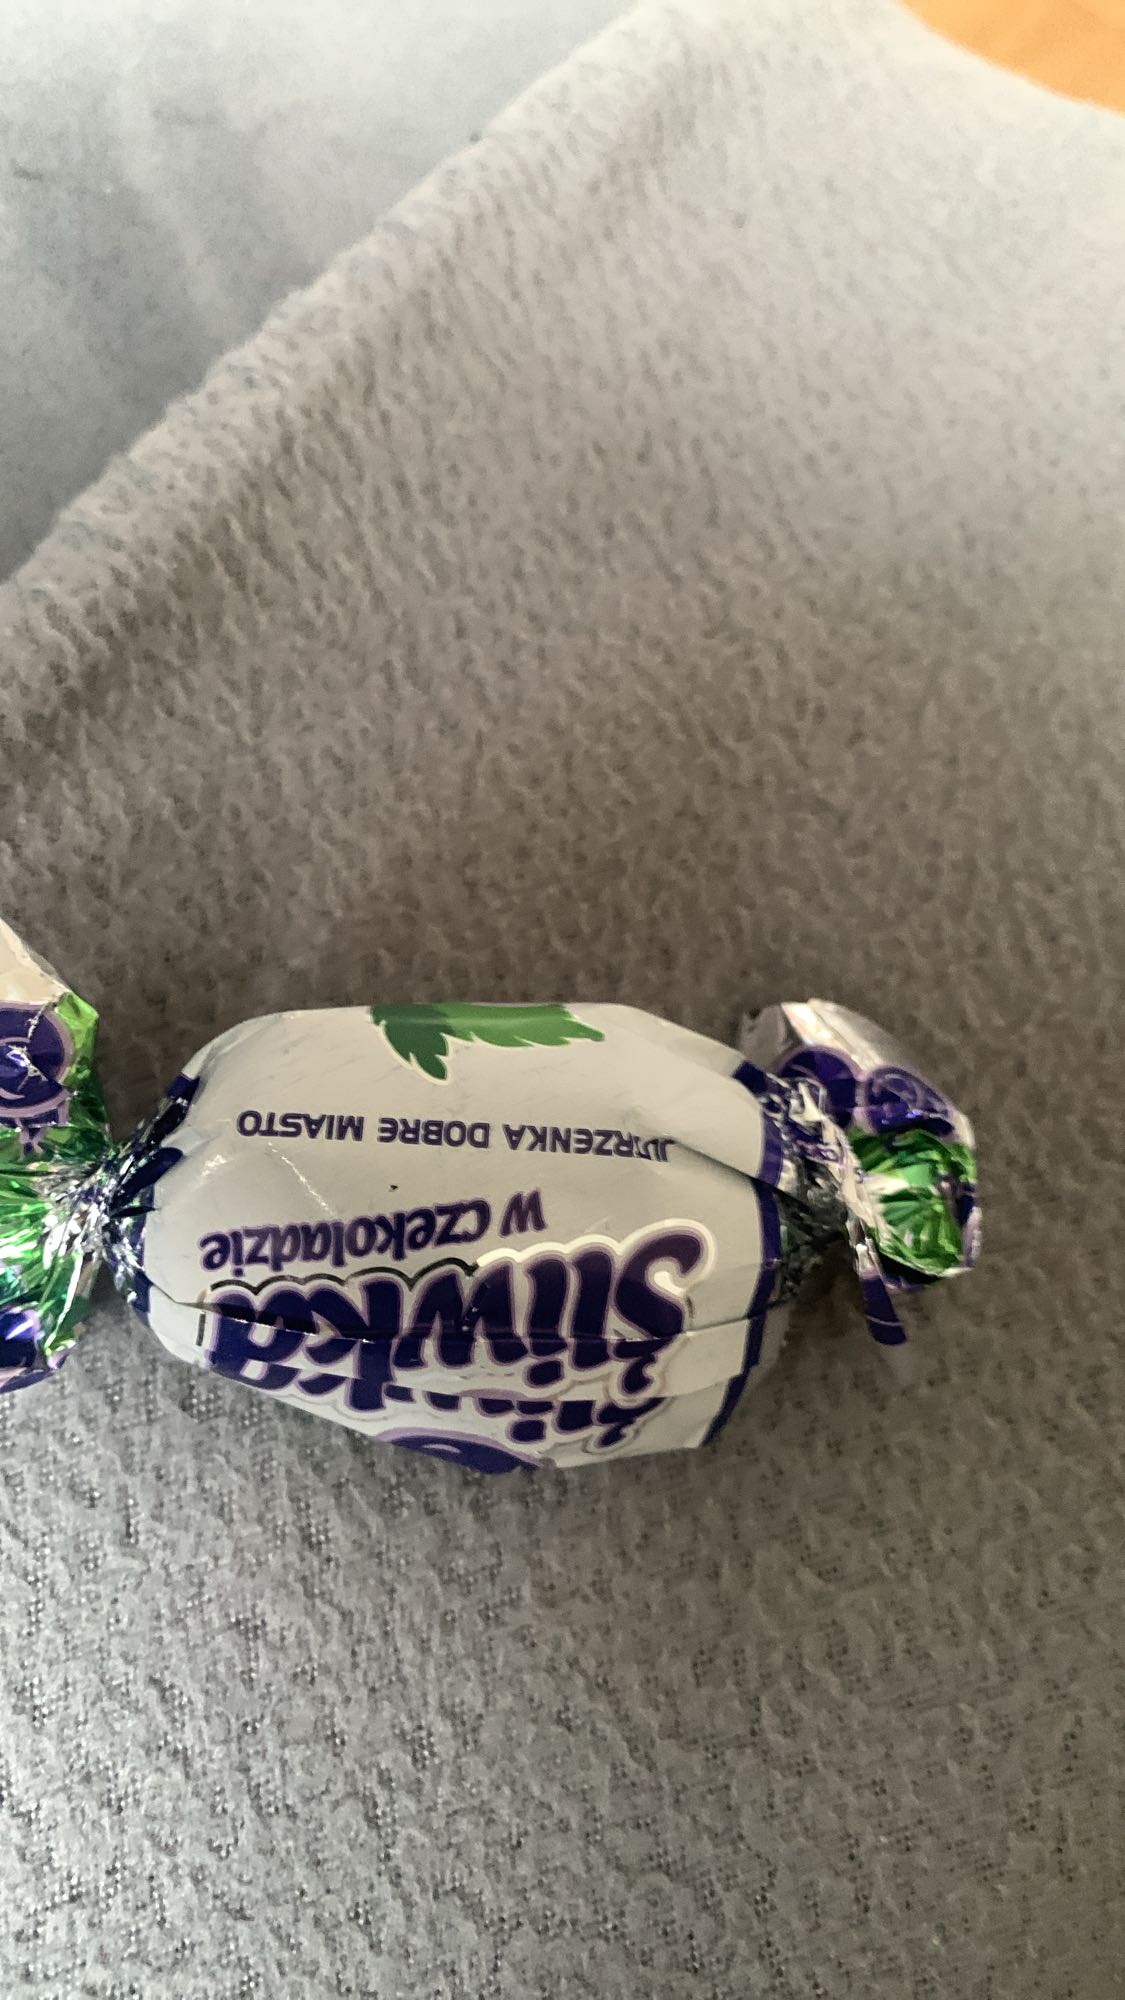 Śliwka
w czekoladzie
JUTRZENKA DOBRE MIASTO